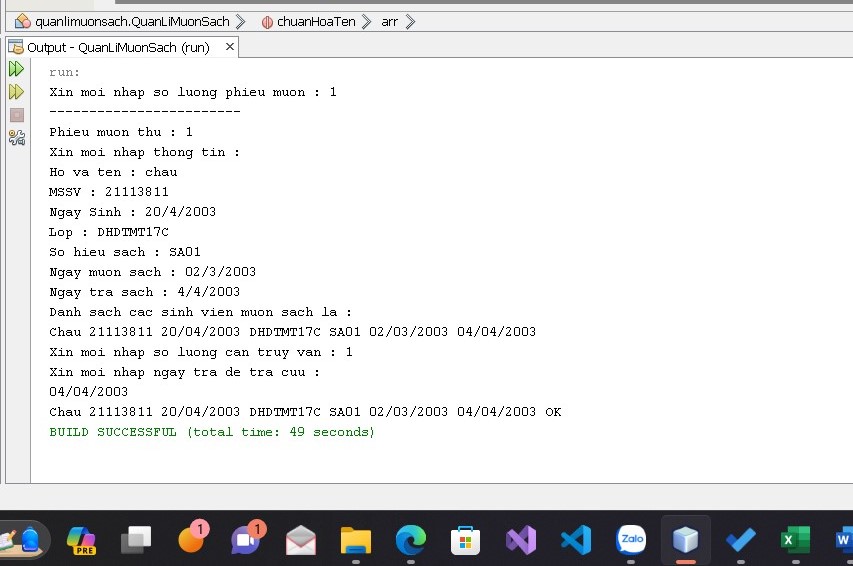 quanlimuonsach.QuanLiMuonSach chuanHoaTen arr
Output - QuanLiMuonSach (run)
run:
Xin moi nhap so luong phieu muon : 1
------------------------
Phieu muon thu : 1
Xin moi nhap thong tin :
Ho va ten : chau
MSSV : 21113811
Ngay Sinh : 20/4/2003
Lop : DHDTMT17C
So hieu sach : SA01
Ngay muon sach : 02/3/2003
Ngay tra sach : 4/4/2003
Danh sach cac sinh vien muon sach la :
Chau 21113811 20/04/2003 DHDTMT17C SA01 02/03/2003 04/04/2003
Xin moi nhap so luong can truy van : 1
Xin moi nhap ngay tra de tra cuu :
04/04/2003
Chau 21113811 20/04/2003 DHDTMT17C SA01 02/03/2003 04/04/2003 OK
BUILD SUCCESSFUL (total time: 49 seconds)
PRE 1 1 Zalo X W